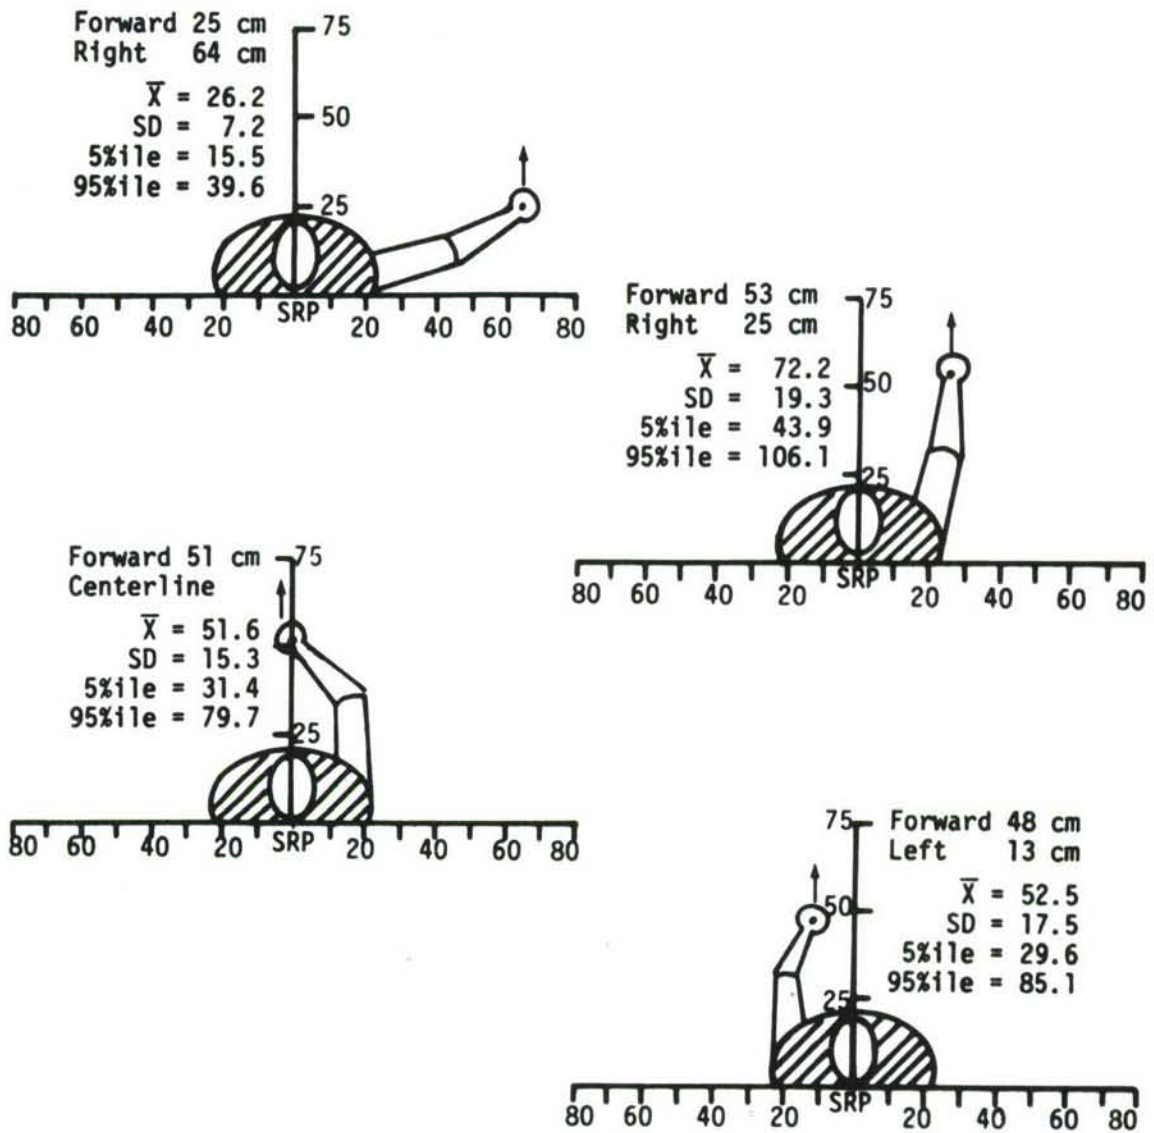 Forward 25 cm
Right 64 cm
X̅ = 26.2
SD = 7.2
5%ile = 15.5
95%ile = 39.6
75
50
25
80 60 40 20 SRP 20 40 60 80
Forward 53 cm
Right 25 cm
X̅ = 72.2
SD = 19.3
5%ile = 43.9
95%ile = 106.1
75
50
25
80 60 40 20 SRP 20 40 60 80
Forward 51 cm
Centerline
X̅ = 51.6
SD = 15.3
5%ile = 31.4
95%ile = 79.7
75
25
80 60 40 20 SRP 20 40 60 80
Forward 48 cm
Left 13 cm
X̅ = 52.5
SD = 17.5
5%ile = 29.6
95%ile = 85.1
75
50
25
80 60 40 20 SRP 20 40 60 80